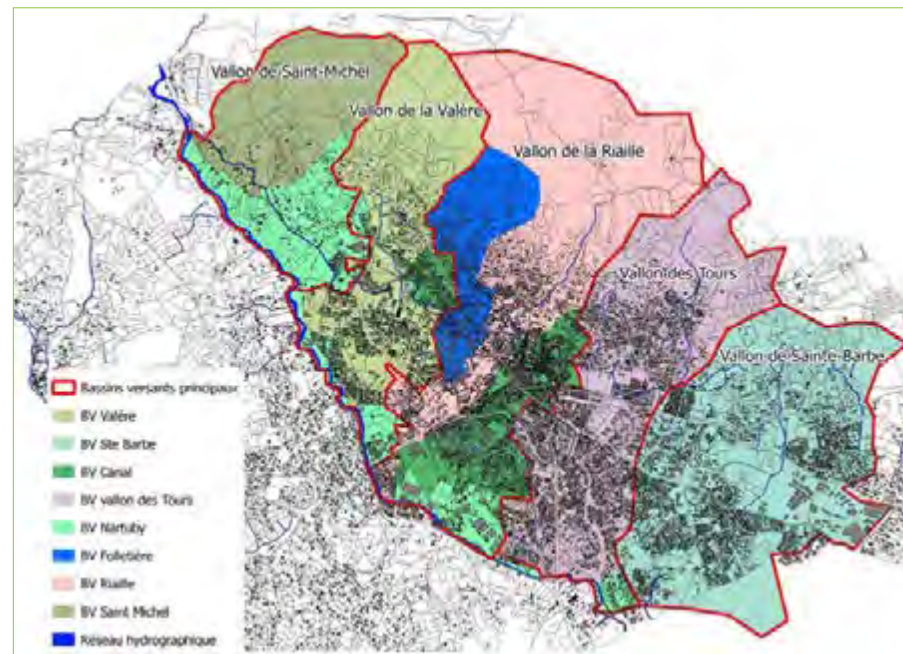 Vallon de Saint-Michel
Vallon de la Valère
Vallon de la Riaille
Vallon des Tours
Vallon de Sainte-Barbe
Bassins versants principaux
BV Valère
BV Ste Barbe
BV Canal
BV vallon des Tours
BV Nartuby
BV Folletière
BV Riaille
BV Saint Michel
Réseau hydrographique